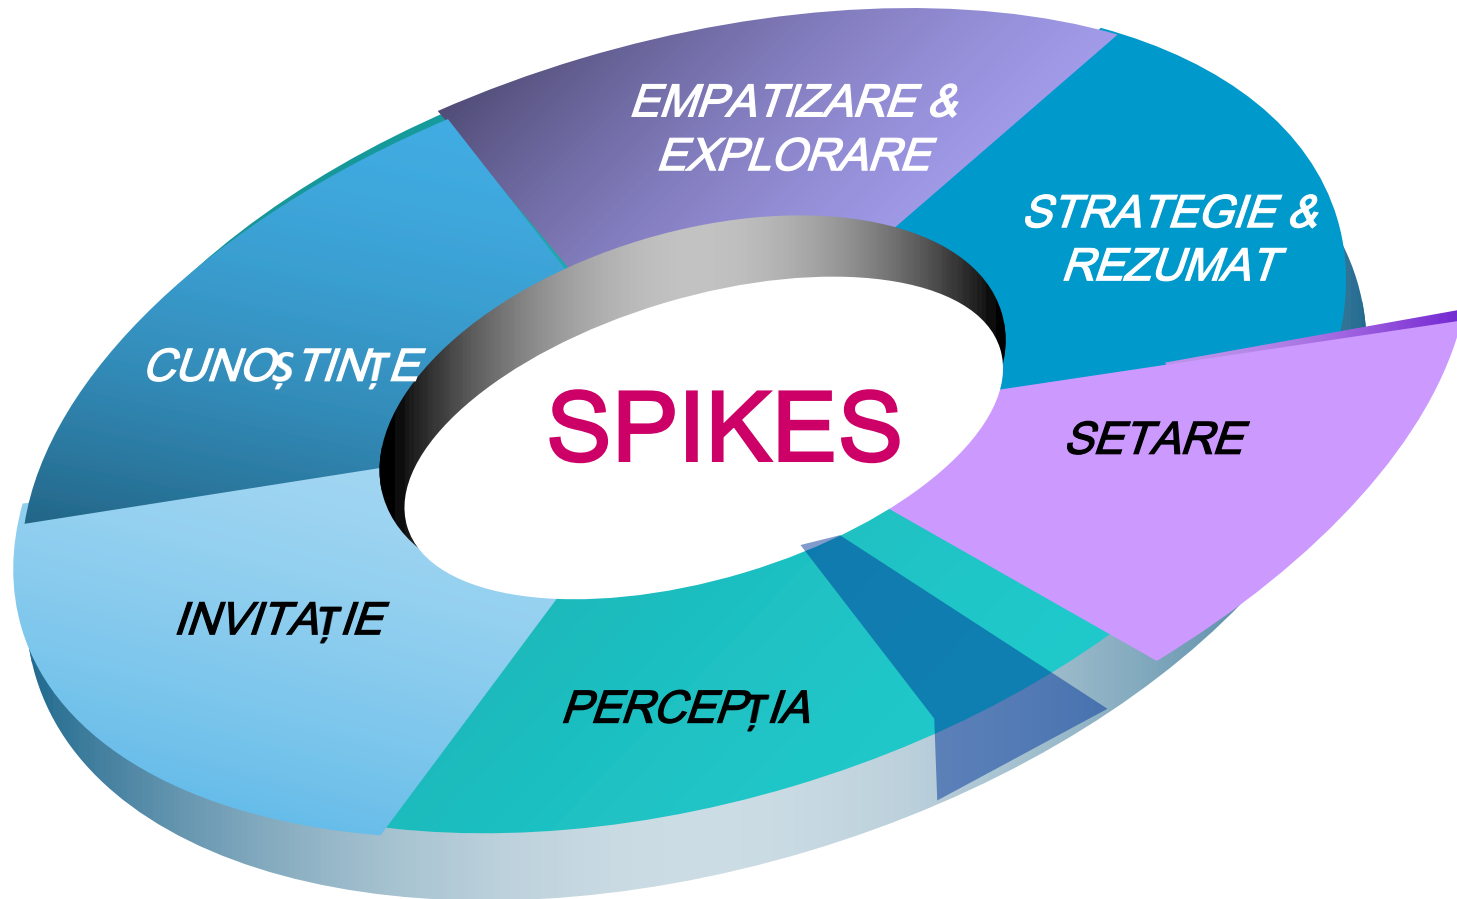 EMPATIZARE &
EXPLORARE
STRATEGIE &
REZUMAT
CUNOȘTINȚE
SPIKES
SETARE
INVITAȚIE
PERCEPȚIA